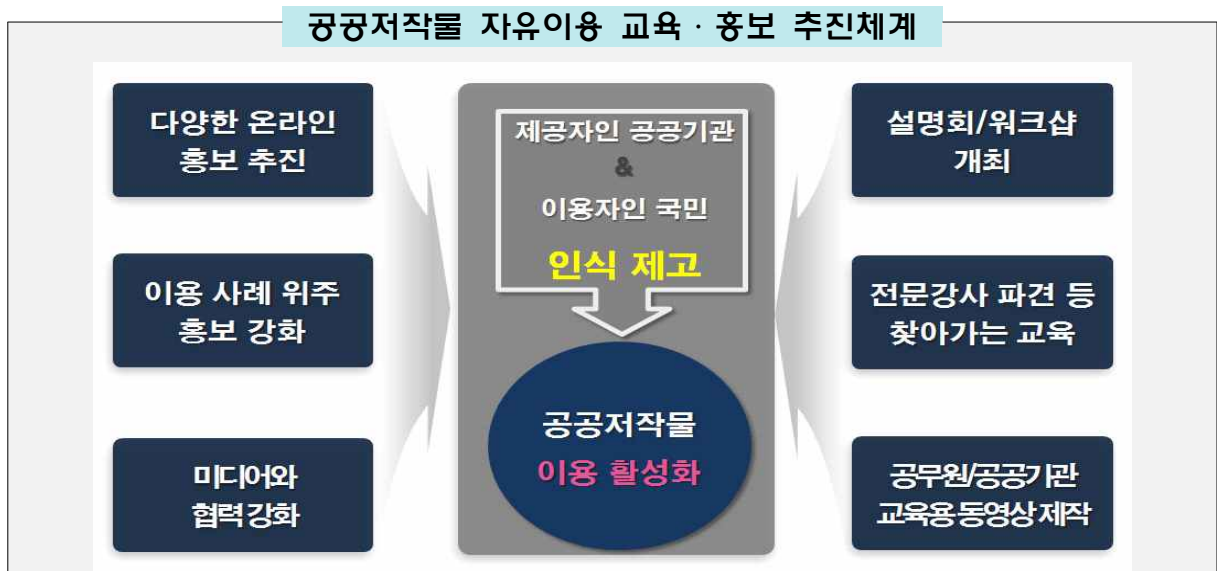 공공저작물 자유이용 교육 · 홍보 추진체계
다양한 온라인
홍보 추진
이용 사례 위주
홍보 강화
미디어와
협력 강화
제공자인 공공기관
&
이용자인 국민
인식 제고
공공저작물
이용 활성화
설명회/워크샵
개최
전문강사 파견 등
찾아가는 교육
공무원/공공기관
교육용 동영상 제작